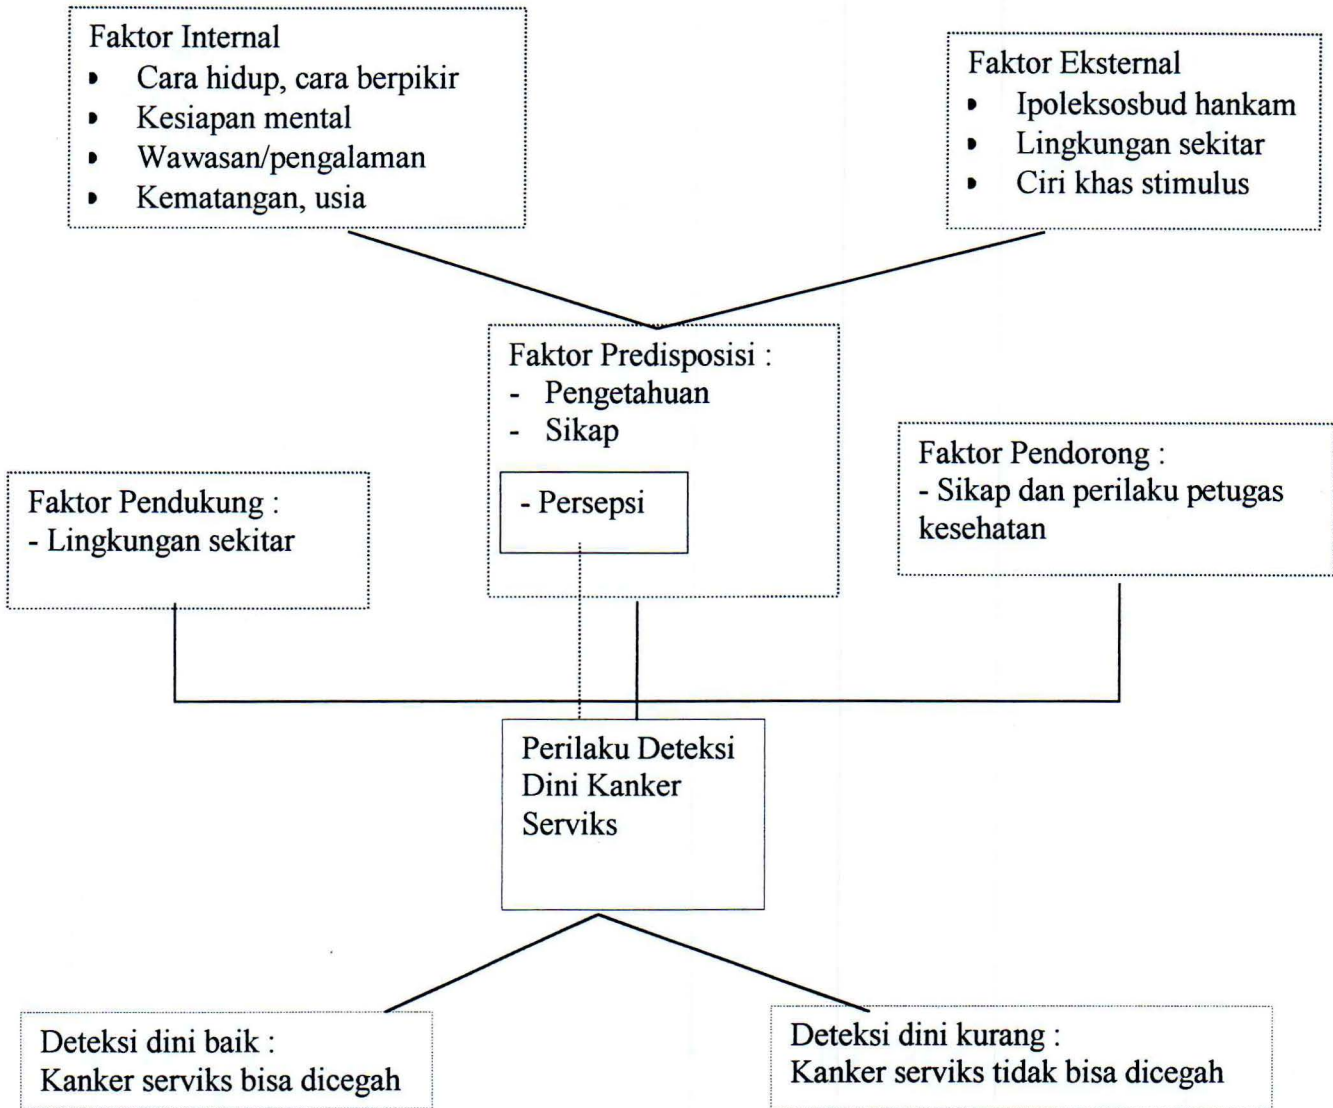 Faktor Internal
Cara hidup, cara berpikir
Kesiapan mental
Wawasan/pengalaman
Kematangan, usia
Faktor Eksternal
Ipoleksosbud hankam
Lingkungan sekitar
Ciri khas stimulus
Faktor Predisposisi :
- Pengetahuan
- Sikap
- Persepsi
Faktor Pendukung :
- Lingkungan sekitar
Faktor Pendorong :
- Sikap dan perilaku petugas
kesehatan
Perilaku Deteksi
Dini Kanker
Serviks
Deteksi dini baik :
Kanker serviks bisa dicegah
Deteksi dini kurang :
Kanker serviks tidak bisa dicegah